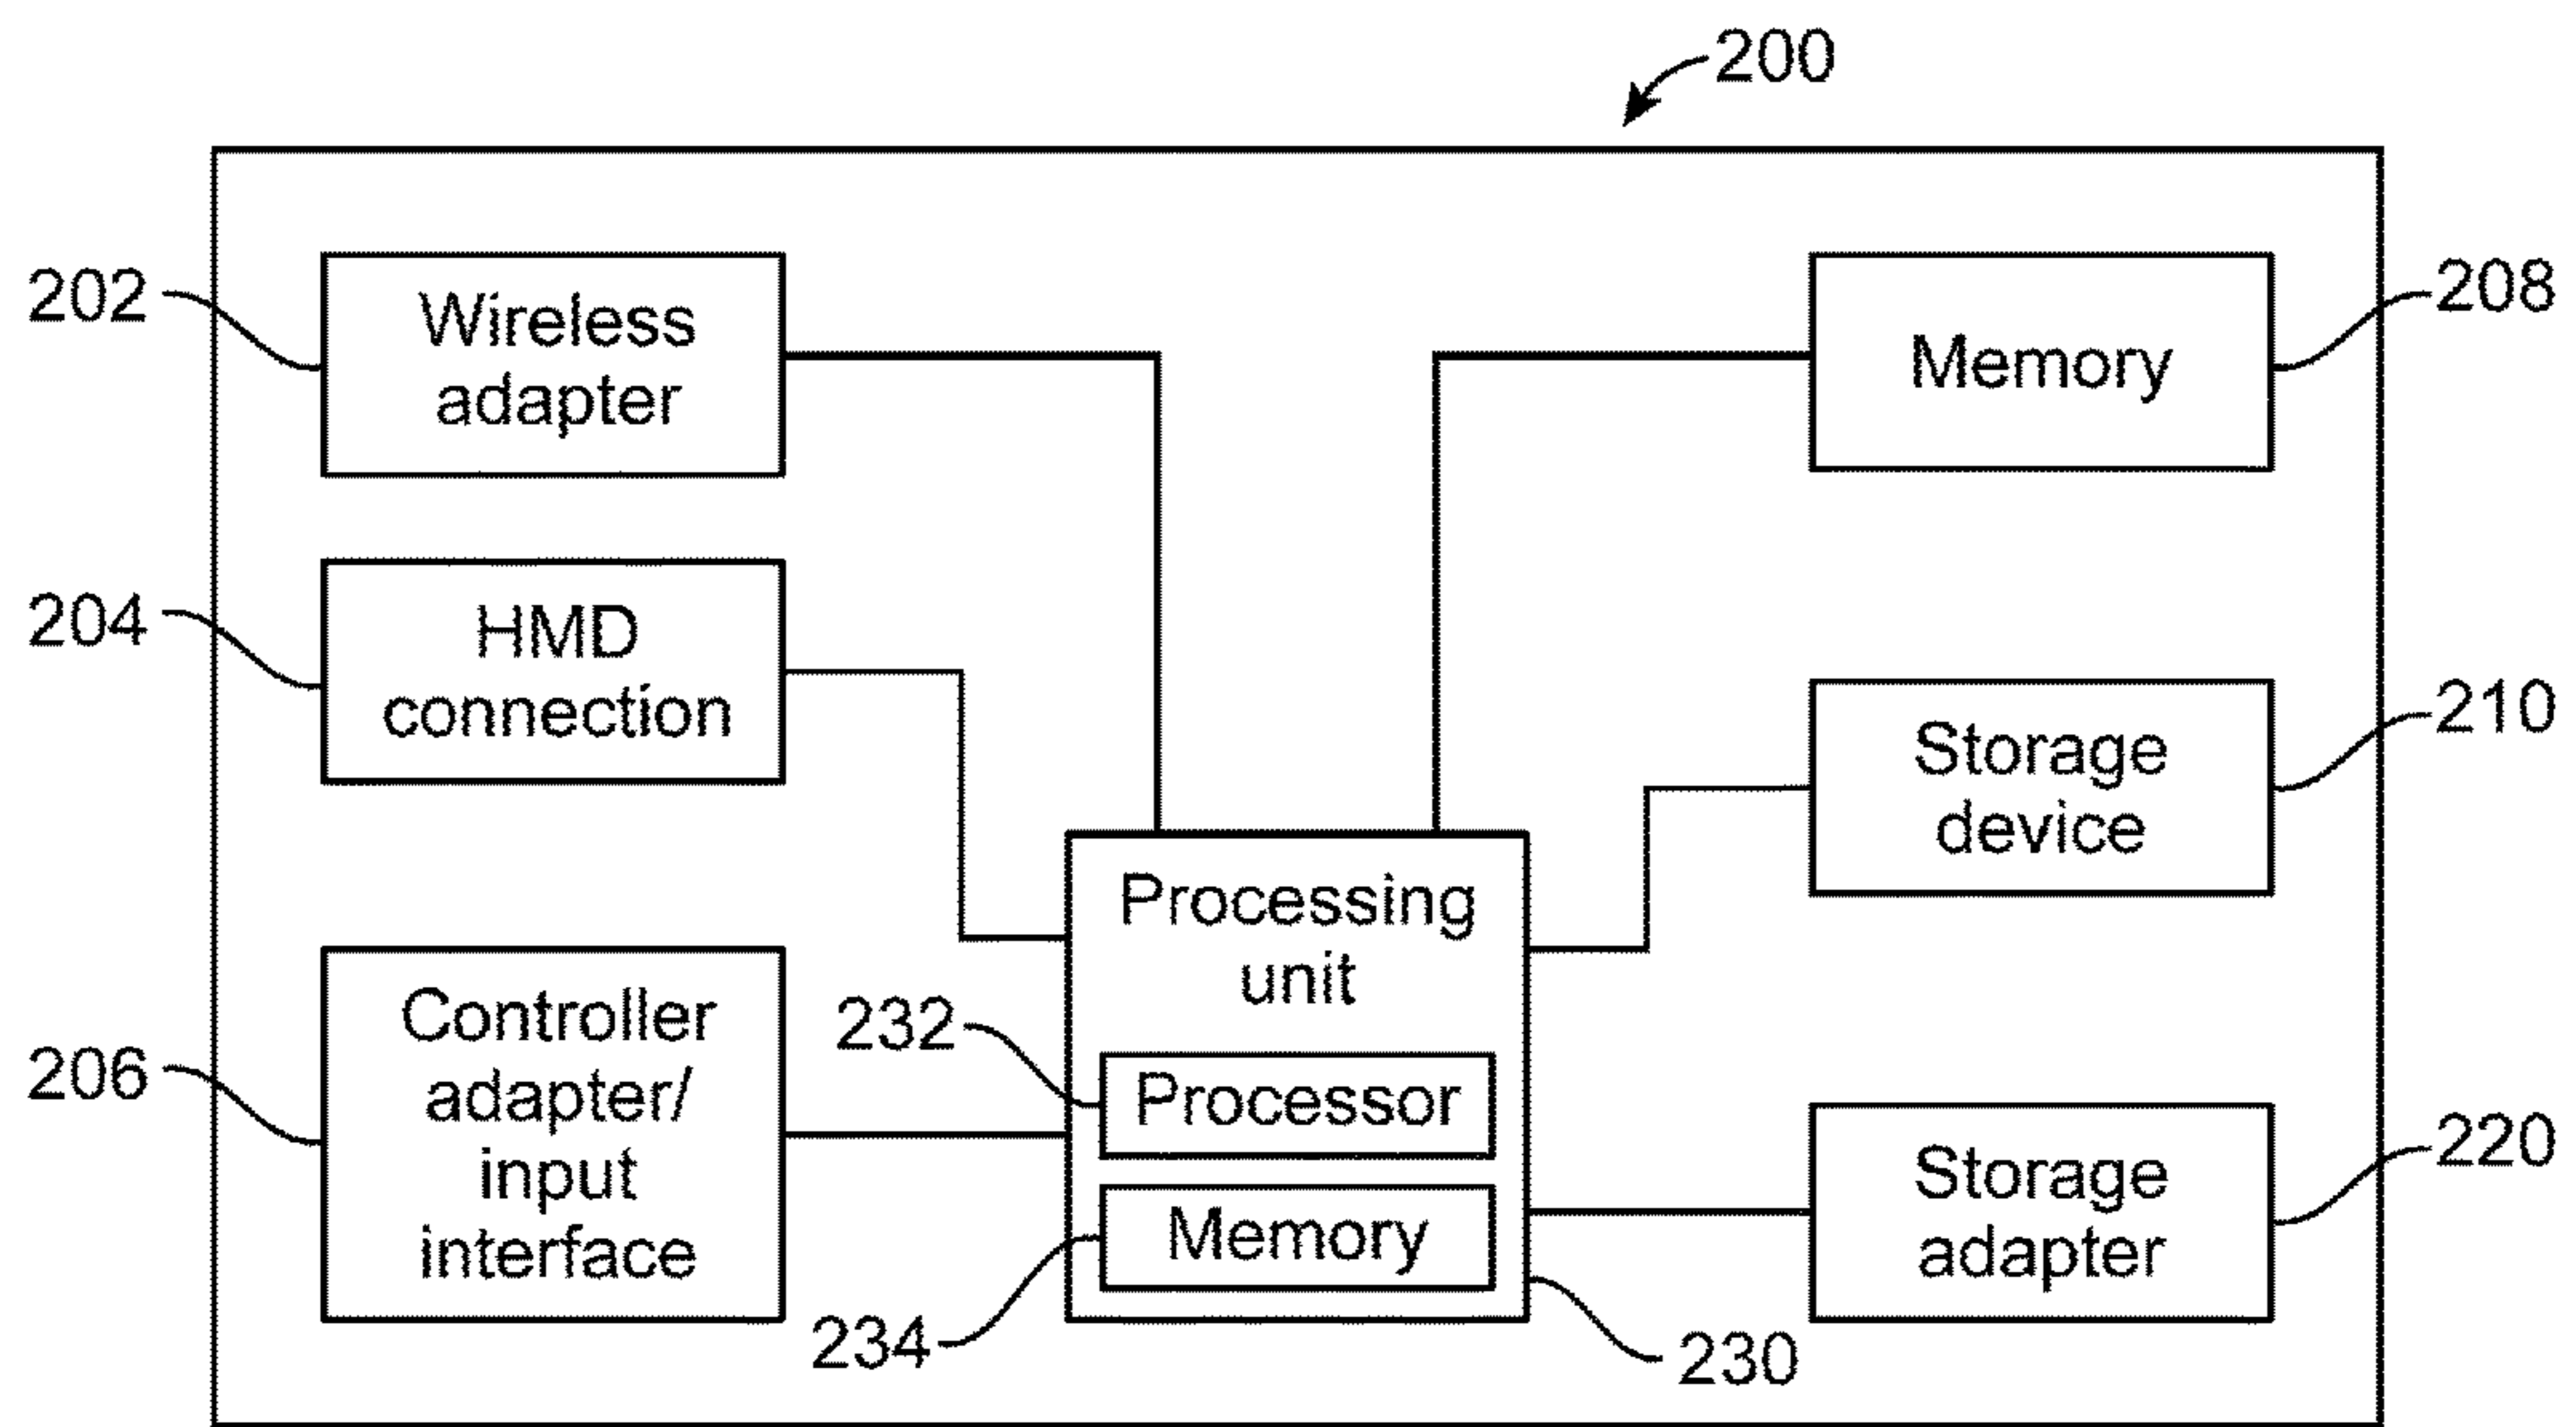 200
202
Wireless
adapter
Memory
208
204
HMD
connection
Storage
device
210
206
Controller
adapter/
input
interface
Processing
unit
232
Processor
Memory
234
230
Storage
adapter
220